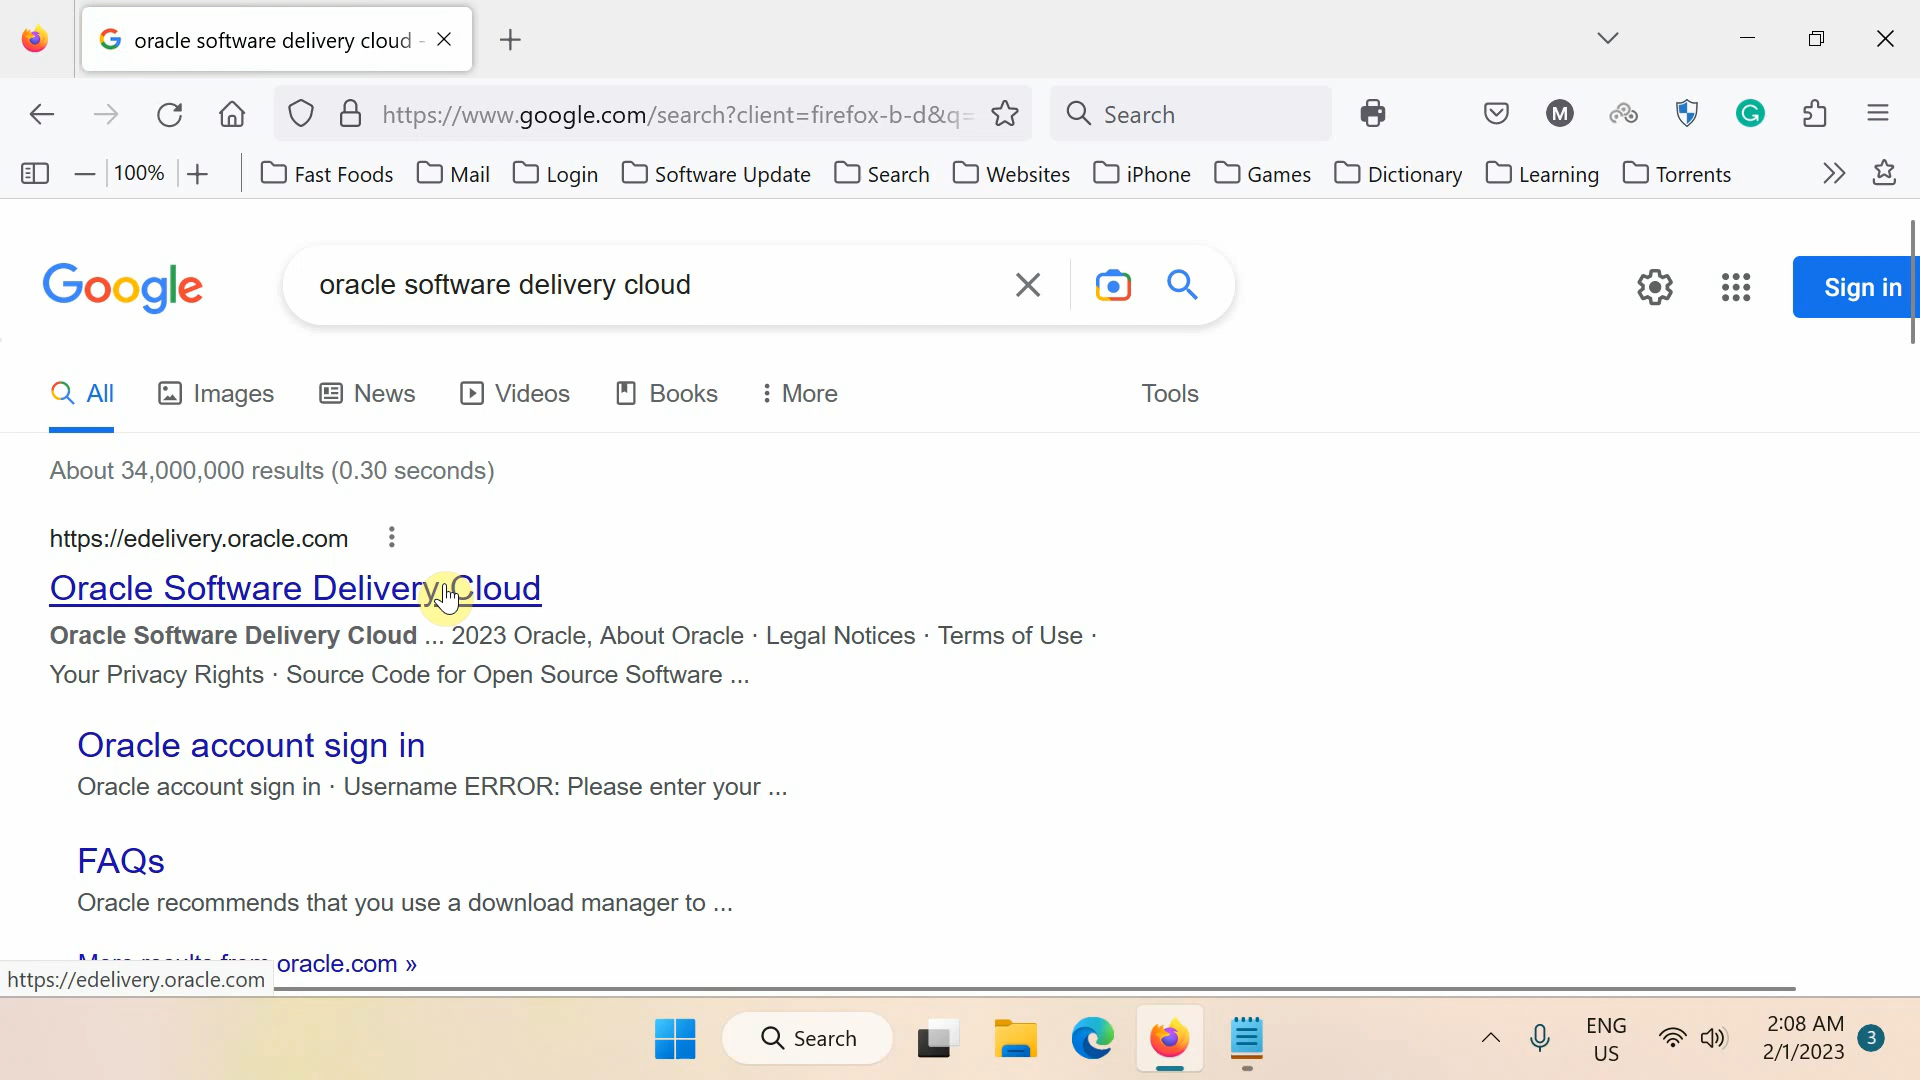 oracle software delivery cloud -
https://www.google.com/search?client=firefox-b-d&q=
Search
M
G
100%
Fast Foods
Mail
Login
Software Update
Search
Websites
iPhone
Games
Dictionary
Learning
Torrents
Google
oracle software delivery cloud
Sign in
All
Images
News
Videos
Books
More
Tools
About 34,000,000 results (0.30 seconds)
https://edelivery.oracle.com
Oracle Software Delivery Cloud
Oracle Software Delivery Cloud ... 2023 Oracle, About Oracle · Legal Notices · Terms of Use ·
Your Privacy Rights · Source Code for Open Source Software ...
Oracle account sign in
Oracle account sign in · Username ERROR: Please enter your ...
FAQs
Oracle recommends that you use a download manager to ...
More results from oracle.com »
https://edelivery.oracle.com
Search
ENG
US
2:08 AM
2/1/2023
3